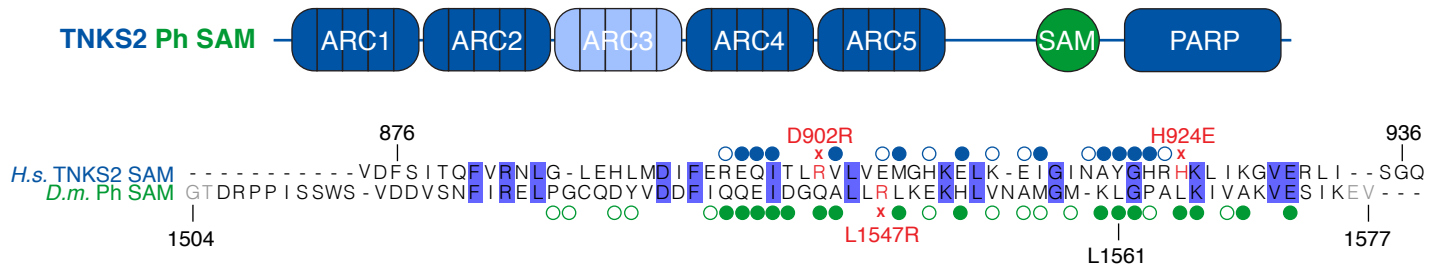 TNKS2 Ph SAM ARC1 ARC2 ARC3 ARC4 ARC5 SAM PARP
876 D902R H924E 936
x x
H.s. TNKS2 SAM - - - - - - - - - - - VDFSITQFVRNLG-LEHLMDIFEREQITLRVLVEMGHKELK-EIGINAYGHRHKLIKGVERLI--SGQ
D.m. Ph SAM GTDRPPISSWS-VDDVSNFIRELPGCQDYVDDFIQQEIDGQALLRLKEKHLVNAMGM-KLGPALKIVAKVESIKEV---
x
1504 L1547R L1561 1577